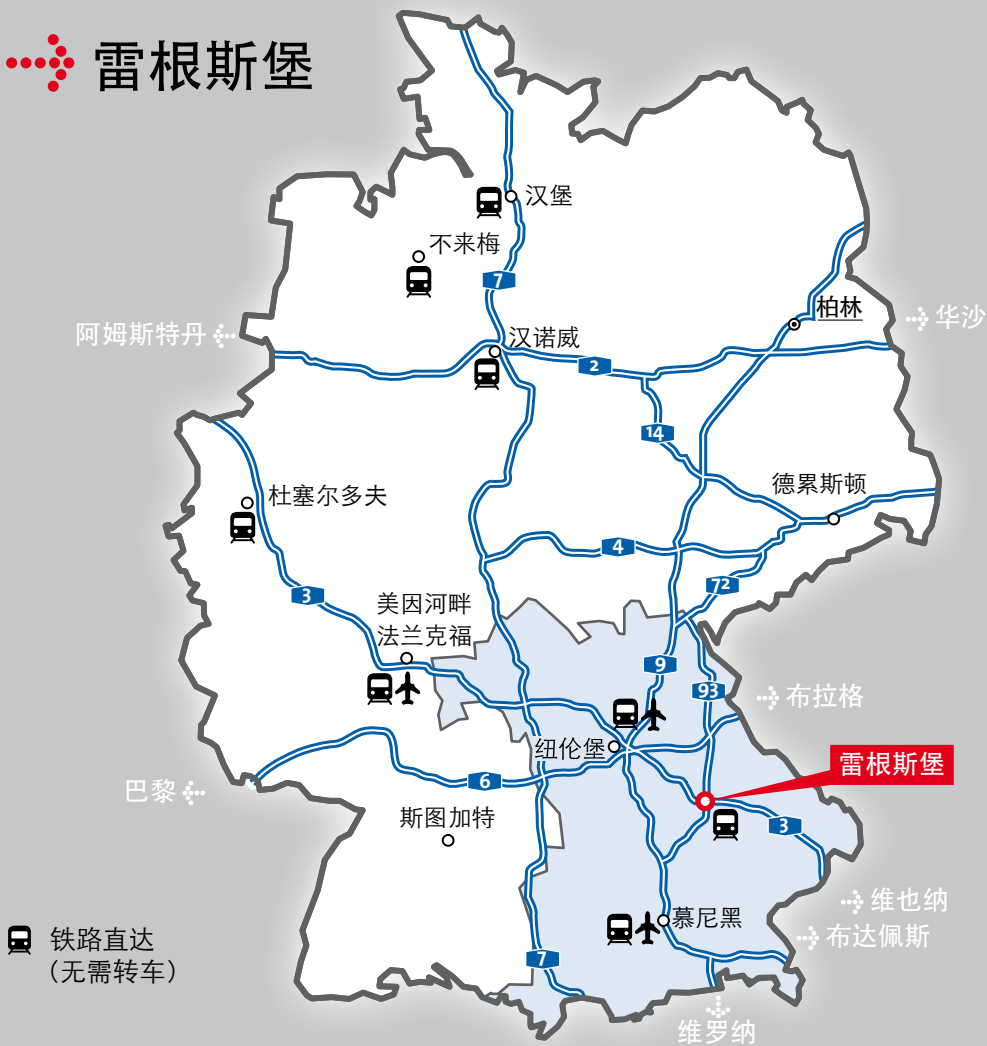 雷根斯堡
汉堡
不来梅
7
阿姆斯特丹
柏林
华沙
汉诺威
2
14
杜塞尔多夫
德累斯顿
4
72
3
美因河畔
法兰克福
9
93
布拉格
纽伦堡
雷根斯堡
6
巴黎
斯图加特
3
维也纳
慕尼黑
布达佩斯
铁路直达
（无需转车）
7
维罗纳